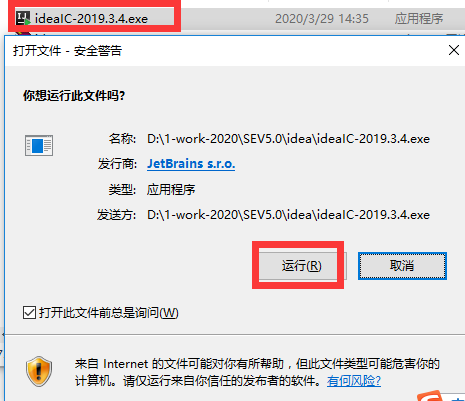 ideaIC-2019.3.4.exe 2020/3/29 14:35 应用程序
打开文件 - 安全警告
你想运行此文件吗?
名称: D:\1-work-2020\SEV5.0\idea\ideaIC-2019.3.4.exe
发行商: JetBrains s.r.o.
类型: 应用程序
发送方: D:\1-work-2020\SEV5.0\idea\ideaIC-2019.3.4.exe
运行(R) 取消
打开此文件前总是询问(W)
来自 Internet 的文件可能对你有所帮助，但此文件类型可能危害你的
计算机。请仅运行来自你信任的发布者的软件。有何风险?